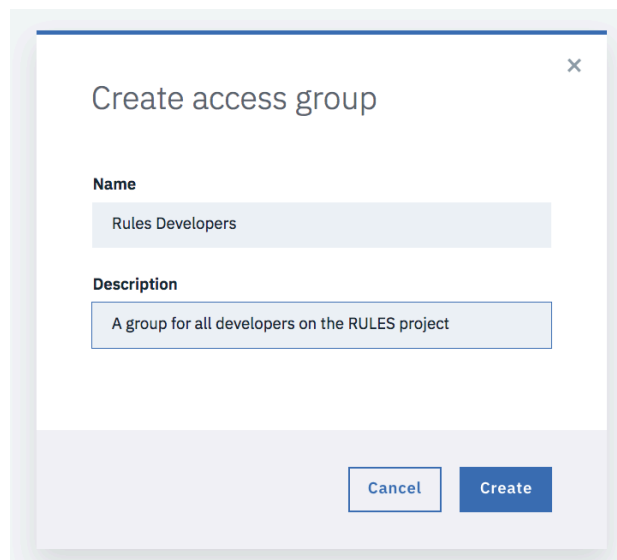 Create access group
Name
Rules Developers
Description
A group for all developers on the RULES project
Cancel
Create